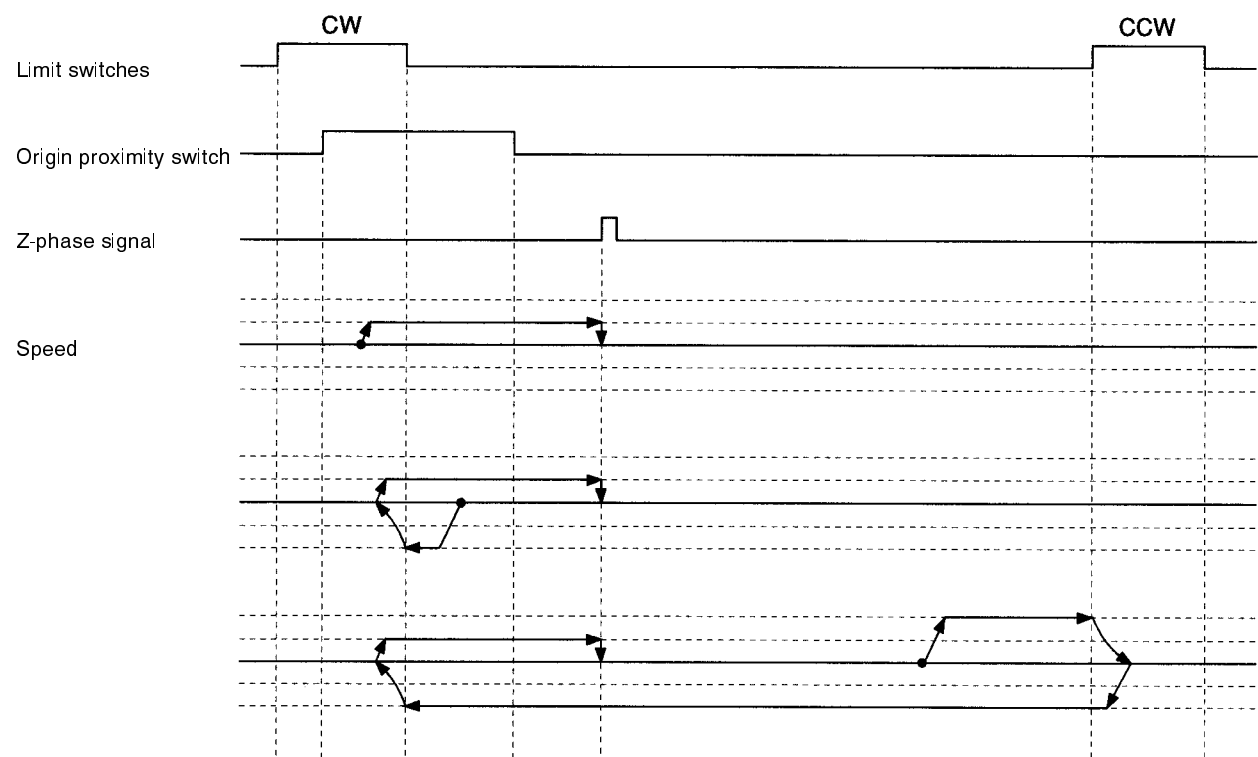 CW
CCW
Limit switches
Origin proximity switch
Z-phase signal
Speed